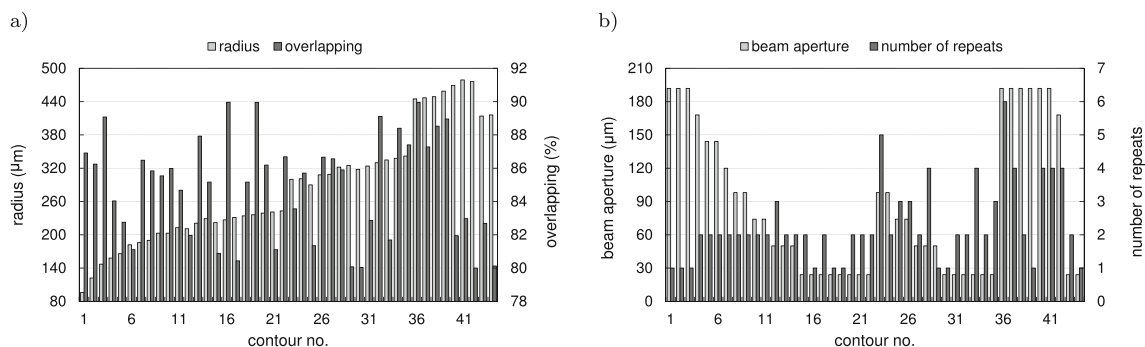 a)
radius overlapping
500
440
380
320
260
200
140
80
92
90
88
86
84
82
80
78
1 6 11 16 21 26 31 36 41
contour no.
radius (µm)
overlapping (%)
b)
beam aperture number of repeats
210
180
150
120
90
60
30
0
7
6
5
4
3
2
1
0
1 6 11 16 21 26 31 36 41
contour no.
beam aperture (µm)
number of repeats